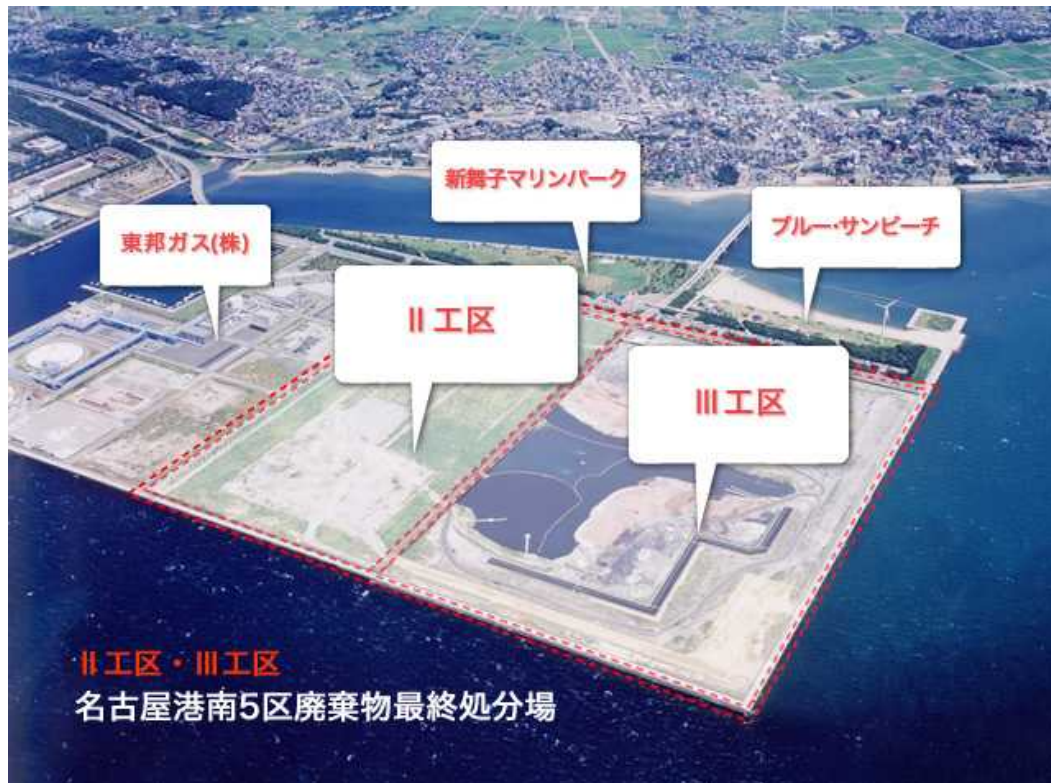 新舞子マリンパーク
ブルー・サンビーチ
東邦ガス(株)
II工区
III工区
II工区・III工区
名古屋港南5区廃棄物最終処分場